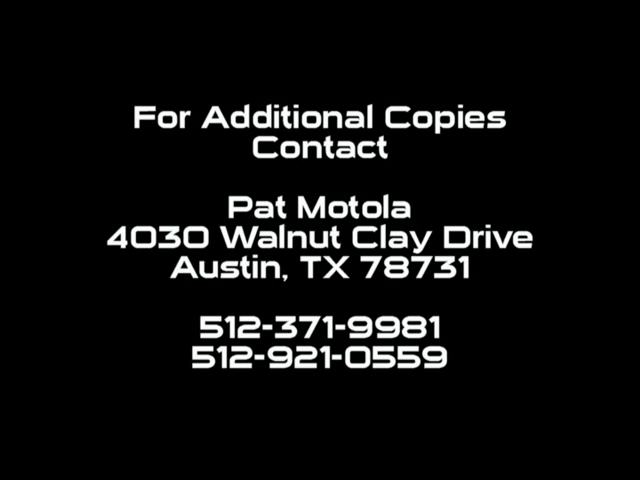 For Additional Copies
Contact
Pat Motola
4030 Walnut Clay Drive
Austin, TX 78731
512-371-9981
512-921-0559